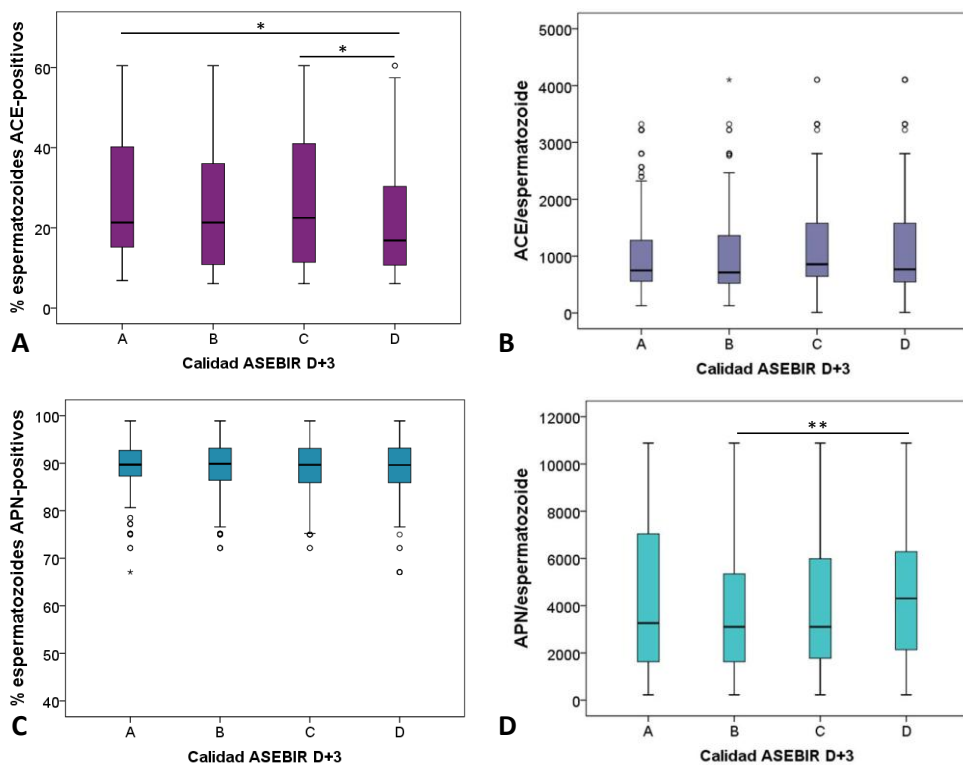 % espermatozoides ACE-positivos
60
40
20
0
*
*
A B C D
Calidad ASEBIR D+3
A
ACE/espermatozoide
5000
4000
3000
2000
1000
0
A B C D
Calidad ASEBIR D+3
B
% espermatozoides APN-positivos
100
90
80
70
60
50
40
A B C D
Calidad ASEBIR D+3
C
APN/espermatozoide
12000
10000
8000
6000
4000
2000
0
**
A B C D
Calidad ASEBIR D+3
D